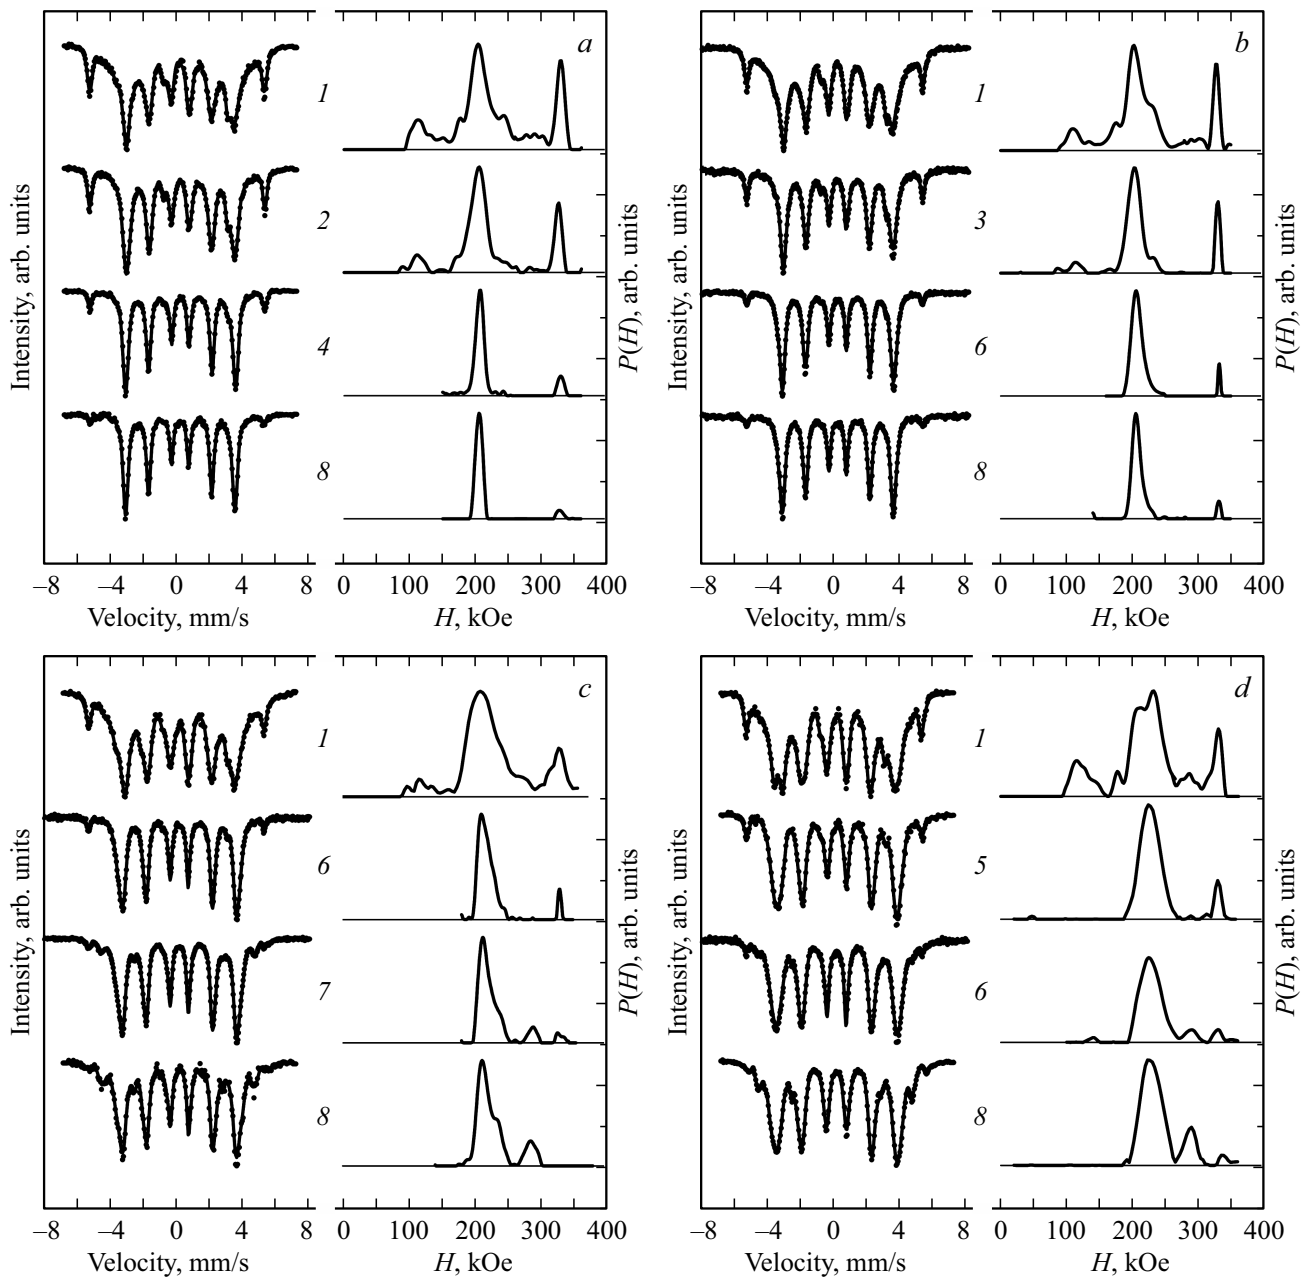 a
b
1
1
2
3
4
6
8
8
Intensity, arb. units
P(H), arb. units
Intensity, arb. units
P(H), arb. units
–8 –4 0 4 8 0 100 200 300 400
–8 –4 0 4 8 0 100 200 300 400
Velocity, mm/s
H, kOe
Velocity, mm/s
H, kOe
c
d
1
1
6
5
7
6
8
8
Intensity, arb. units
P(H), arb. units
Intensity, arb. units
P(H), arb. units
–8 –4 0 4 8 0 100 200 300 400
–8 –4 0 4 8 0 100 200 300 400
Velocity, mm/s
H, kOe
Velocity, mm/s
H, kOe